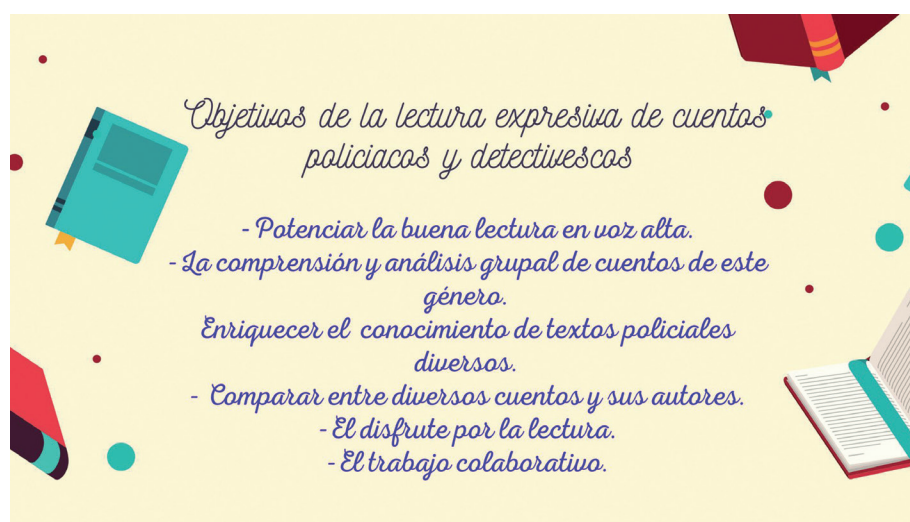 Objetivos de la lectura expresiva de cuentos
policiacos y detectivescos
- Potenciar la buena lectura en voz alta.
- La comprensión y análisis grupal de cuentos de este
género.
Enriquecer el conocimiento de textos policiales
diversos.
- Comparar entre diversos cuentos y sus autores.
- El disfrute por la lectura.
- El trabajo colaborativo.